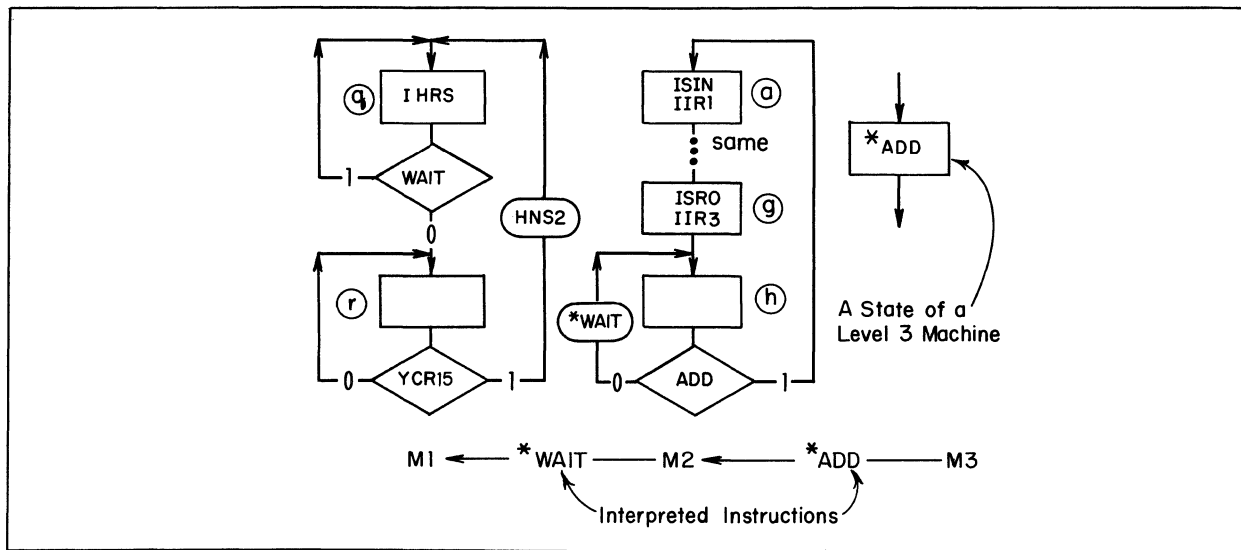 q
I HRS
WAIT
1
0
HNS2
r
YCR15
0
1
ISIN
IIR1
a
same
ISRO
IIR3
g
*WAIT
h
ADD
0
1
*ADD
A State of a
Level 3 Machine
M1 *WAIT M2 *ADD M3
Interpreted Instructions